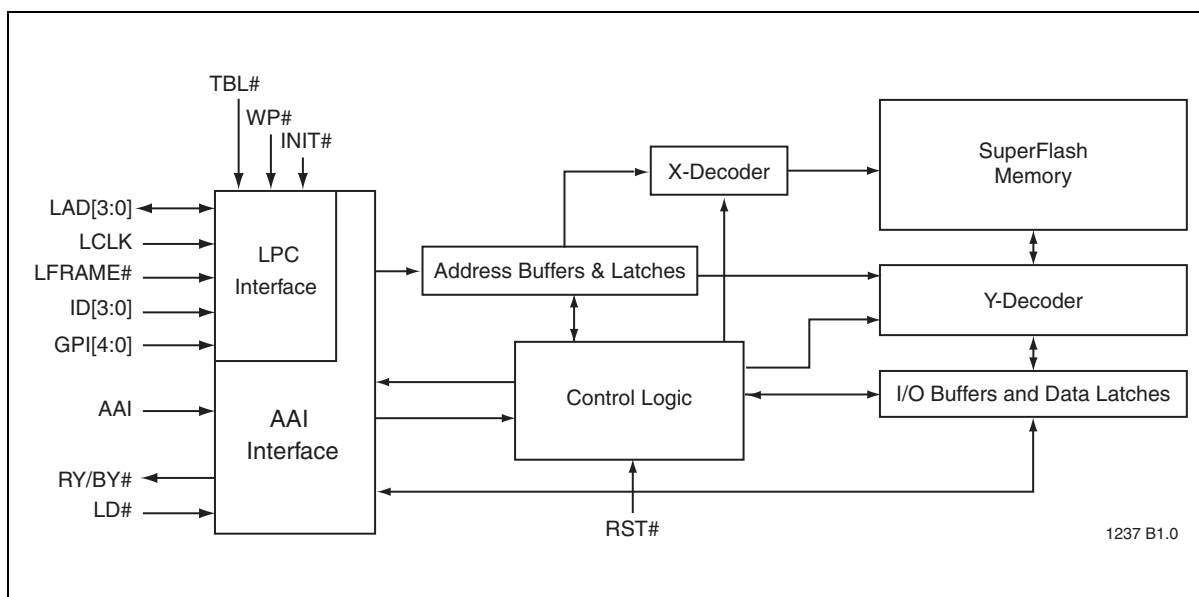 TBL#
WP#
INIT#
LAD[3:0]
LCLK
LFRAME#
ID[3:0]
GPI[4:0]
AAI
RY/BY#
LD#
LPC
Interface
AAI
Interface
Address Buffers & Latches
X-Decoder
Control Logic
RST#
SuperFlash
Memory
Y-Decoder
I/O Buffers and Data Latches
1237 B1.0